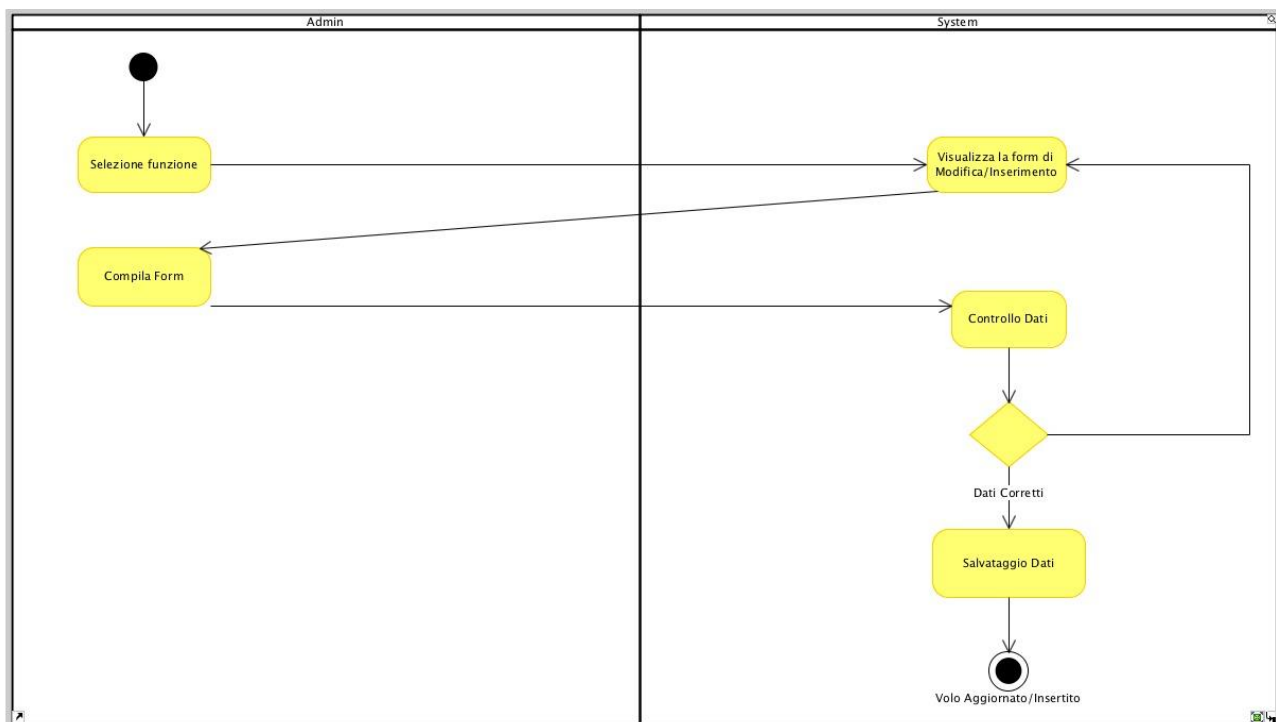 Admin
System
Selezione funzione
Visualizza la form di
Modifica/Inserimento
Compila Form
Controllo Dati
Dati Corretti
Salvataggio Dati
Volo Aggiornato/Insertito